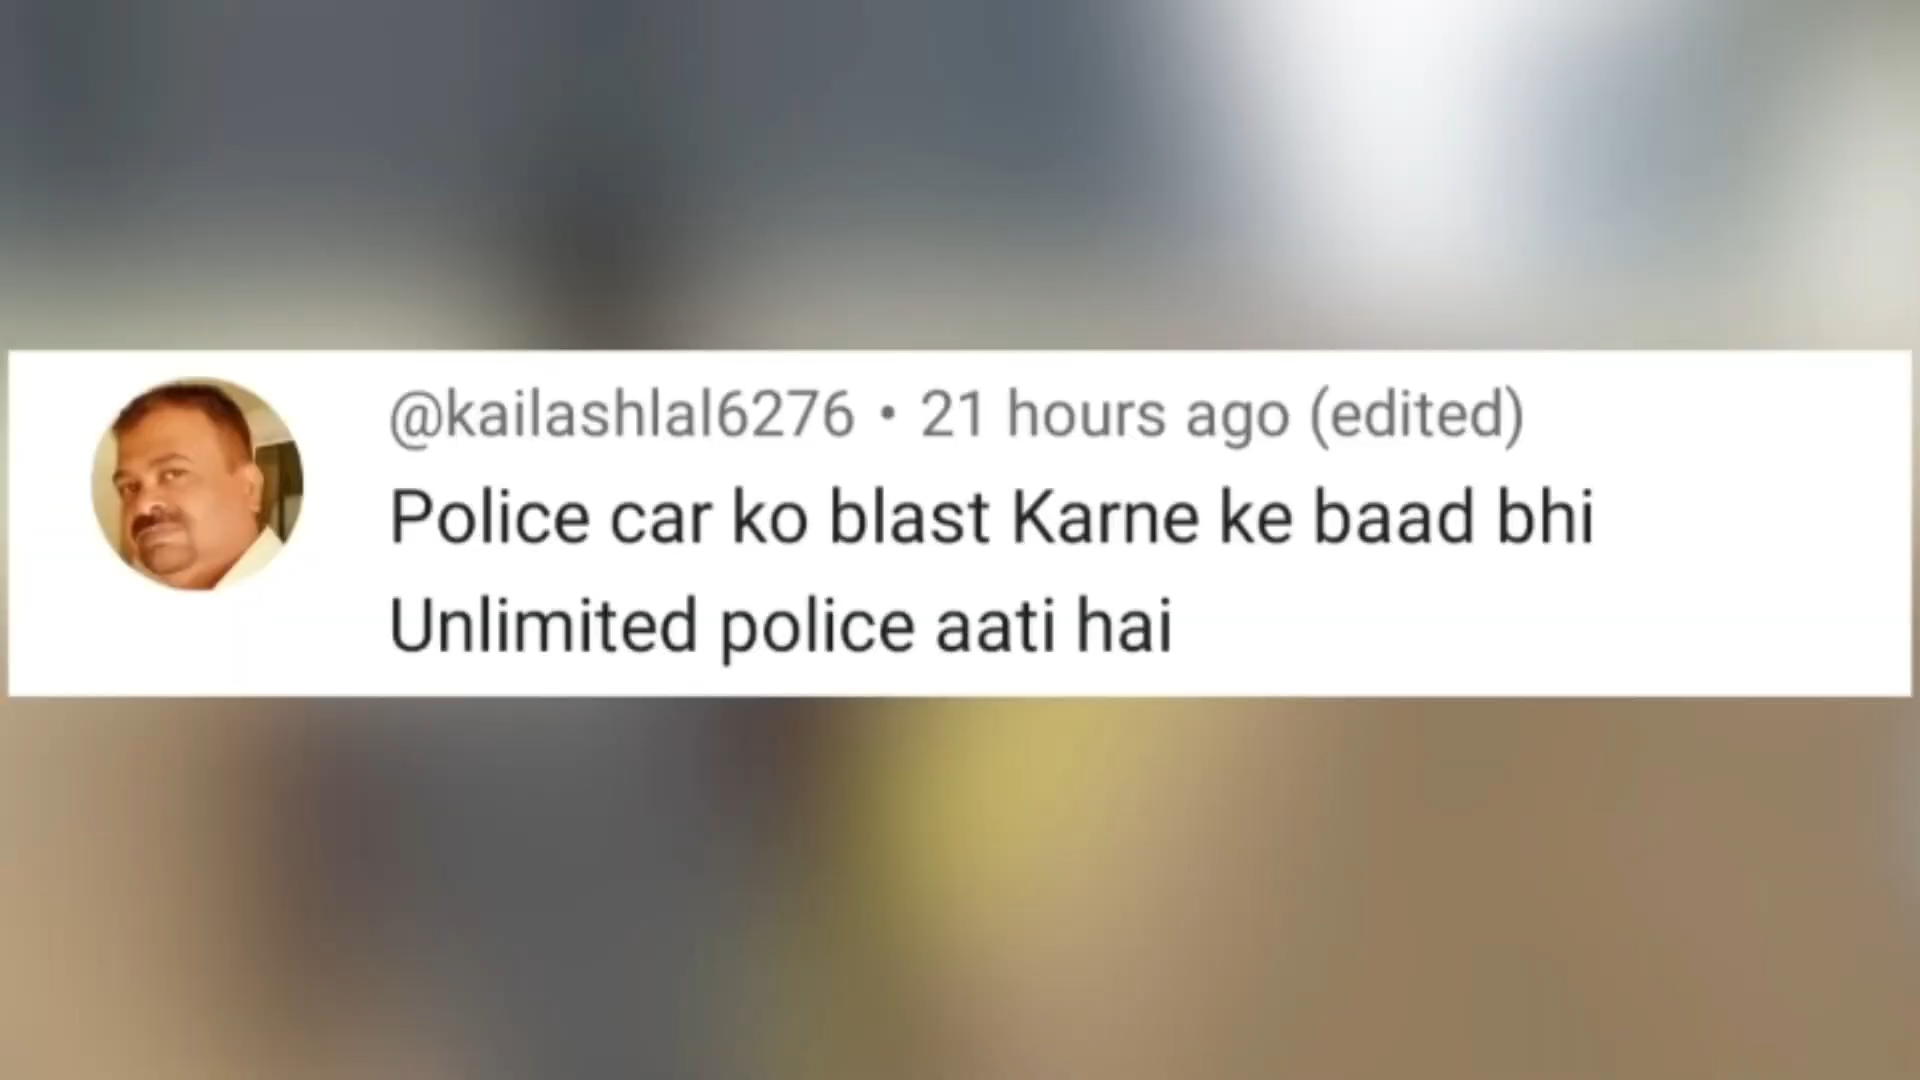 @kailashlal6276 • 21 hours ago (edited)
Police car ko blast Karne ke baad bhi
Unlimited police aati hai